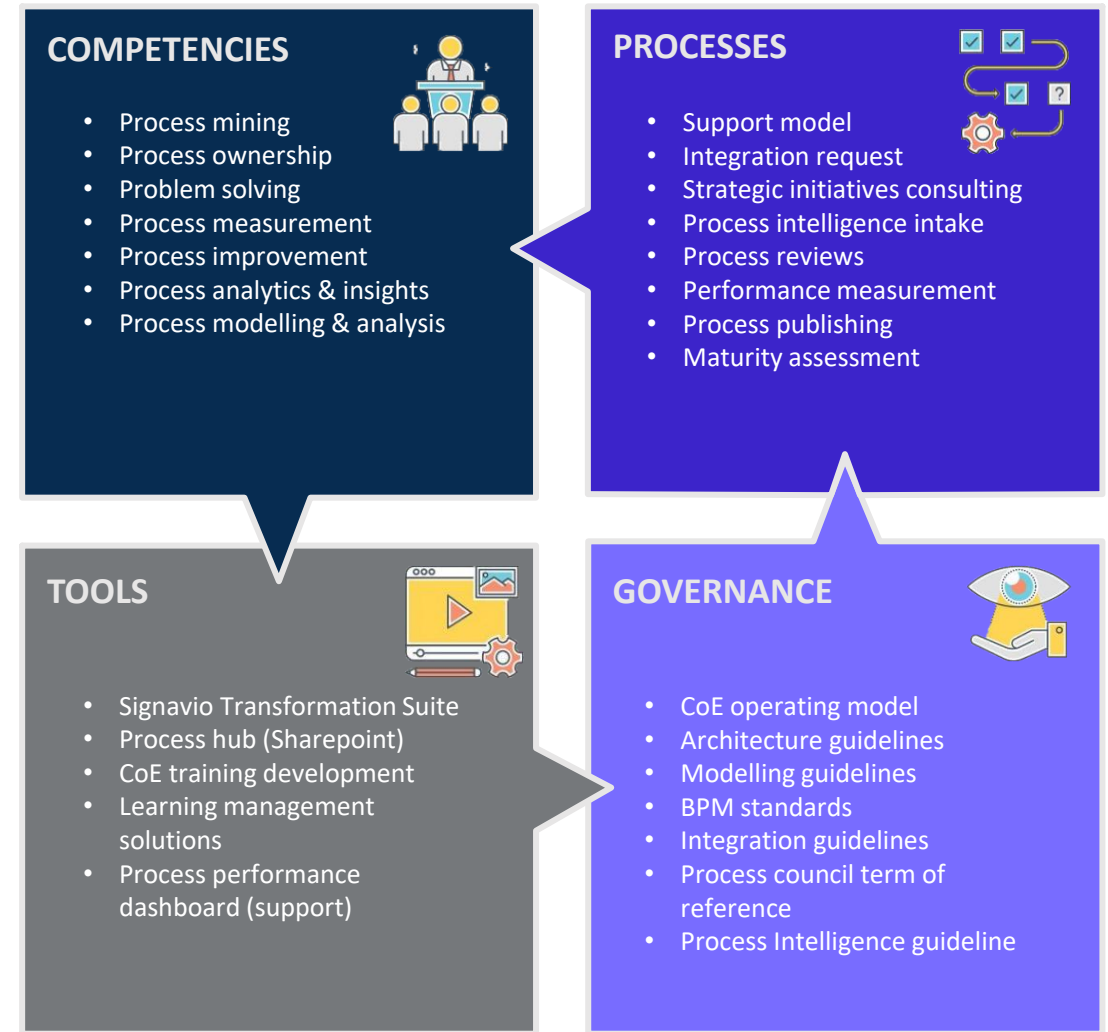 COMPETENCIES
• Process mining
• Process ownership
• Problem solving
• Process measurement
• Process improvement
• Process analytics & insights
• Process modelling & analysis
PROCESSES
• Support model
• Integration request
• Strategic initiatives consulting
• Process intelligence intake
• Process reviews
• Performance measurement
• Process publishing
• Maturity assessment
?
TOOLS
• Signavio Transformation Suite
• Process hub (Sharepoint)
• CoE training development
• Learning management
solutions
• Process performance
dashboard (support)
GOVERNANCE
• CoE operating model
• Architecture guidelines
• Modelling guidelines
• BPM standards
• Integration guidelines
• Process council term of
reference
• Process Intelligence guideline